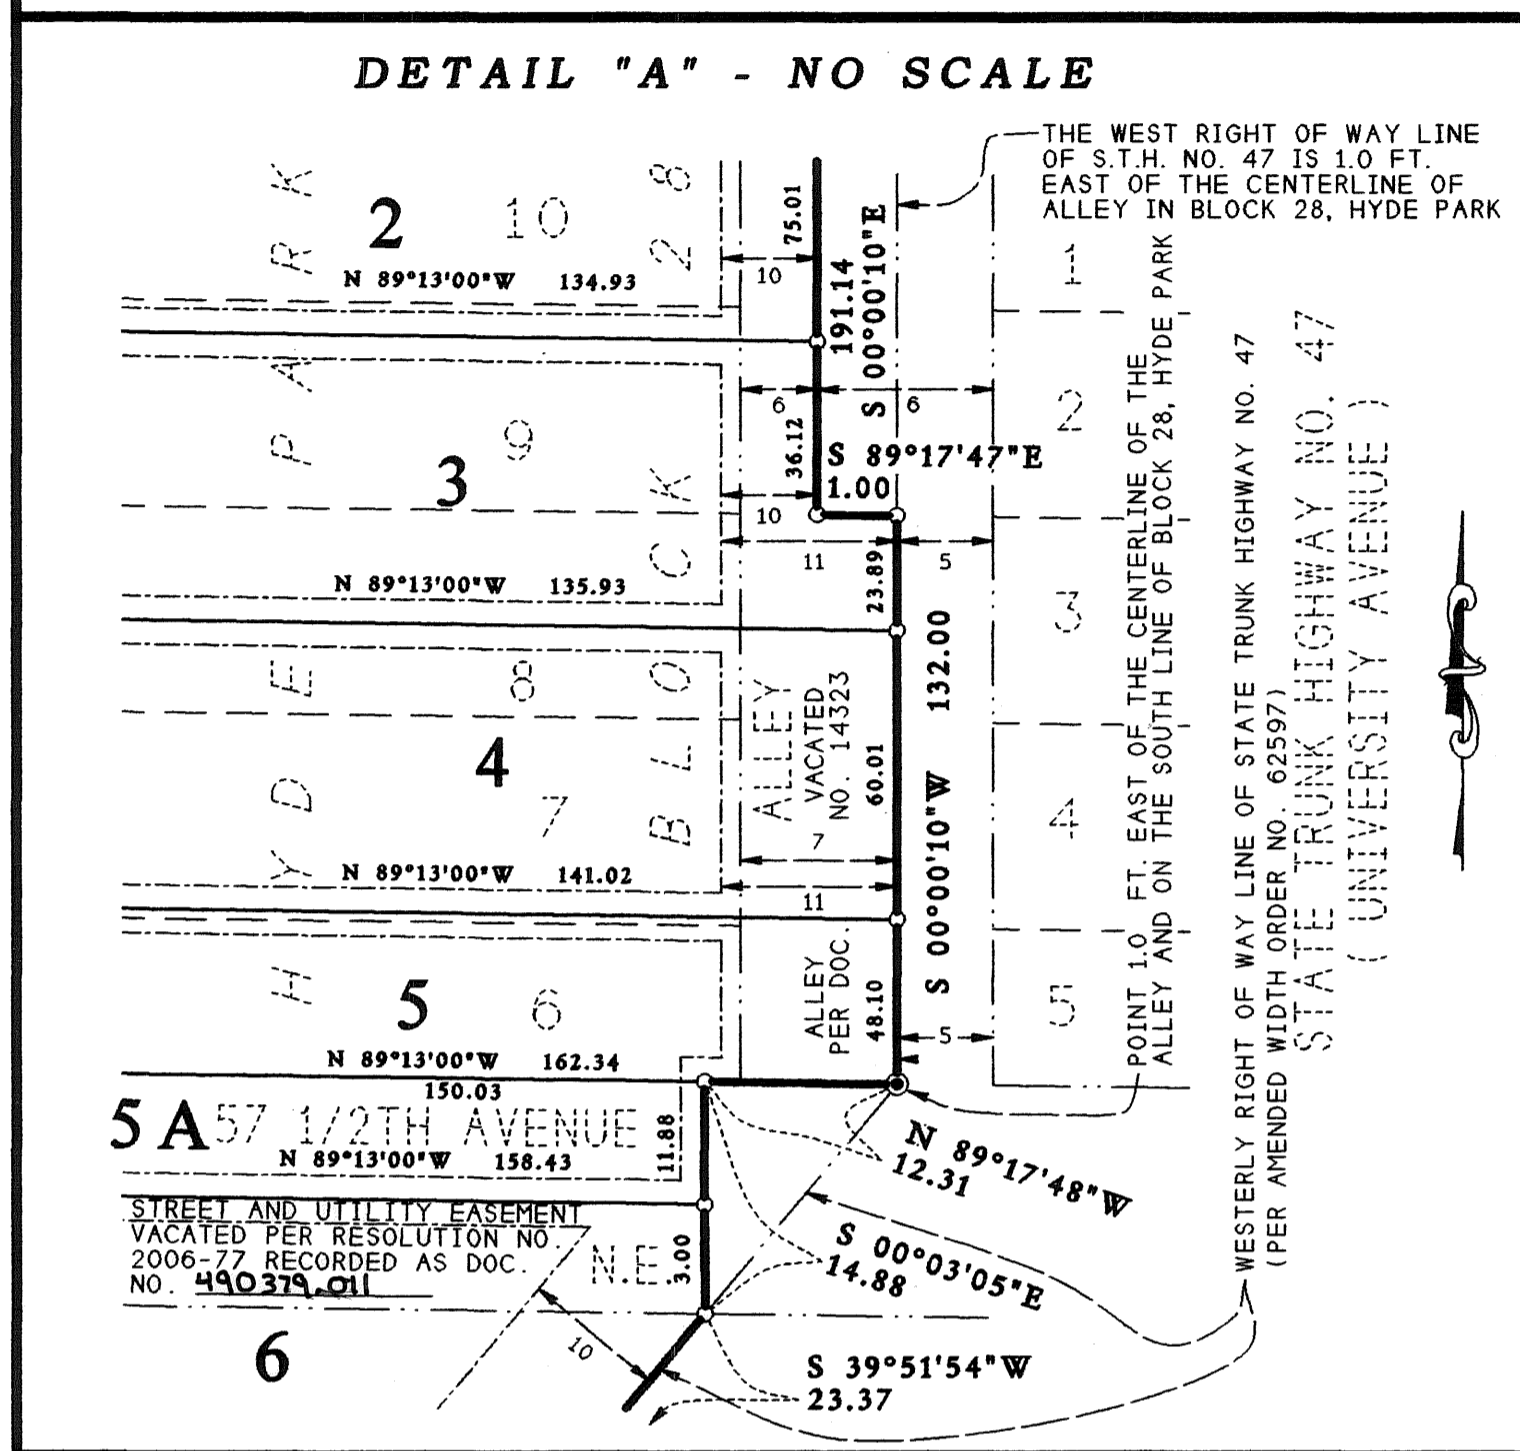 DETAIL "A" - NO SCALE
THE WEST RIGHT OF WAY LINE
OF S.T.H. NO. 47 IS 1.0 FT.
EAST OF THE CENTERLINE OF
ALLEY IN BLOCK 28, HYDE PARK
HYDE PARK
BLOCK 28
2
10
N 89°13'00"W 134.93
10
75.01
191.14
S 00°00'10"E
1
3
9
6
6
36.12
S 89°17'47"E
1.00
10
11
5
23.89
2
N 89°13'00"W 135.93
3
8
4
7
ALLEY
VACATED
NO. 14323
60.01
S 00°00'10"W 132.00
7
11
4
N 89°13'00"W 141.02
5
6
ALLEY
PER DOC.
48.10
5
5
N 89°13'00"W 162.34
150.03
5A
57 1/2TH AVENUE
N.E.
11.88
N 89°13'00"W 158.43
STREET AND UTILITY EASEMENT
VACATED PER RESOLUTION NO.
2006-77 RECORDED AS DOC.
NO. 490379.011
3.00
6
10
N 89°17'48"W
12.31
S 00°03'05"E
14.88
S 39°51'54"W
23.37
POINT 1.0 FT. EAST OF THE CENTERLINE OF THE
ALLEY AND ON THE SOUTH LINE OF BLOCK 28, HYDE PARK
WESTERLY RIGHT OF WAY LINE OF STATE TRUNK HIGHWAY NO. 47
(PER AMENDED WIDTH ORDER NO. 62597)
STATE TRUNK HIGHWAY NO. 47
( UNIVERSITY AVENUE )